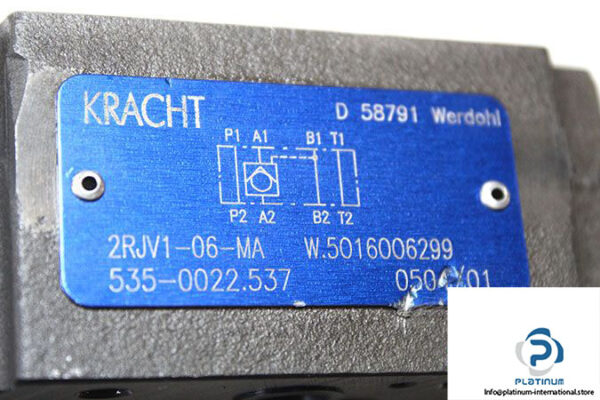 KRACHT D 58791 Werdohl
P1 A1 B1 T1
P2 A2 B2 T2
2RJV1-06-MA W.5016006299
535-0022.537 01
PLATINUM
platinum-international.store